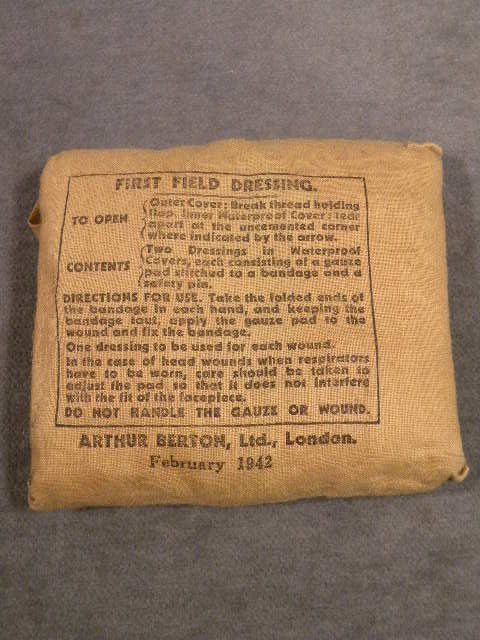 FIRST FIELD DRESSING.
TO OPEN
Outer Cover: Break thread holding
flap. Inner Waterproof Cover: tear
apart at the uncemented corner
where indicated by the arrow.
CONTENTS
Two Dressings in Waterproof
Covers, each consisting of a gauze
pad stitched to a bandage and a
safety pin.
DIRECTIONS FOR USE. Take the folded ends of
the bandage in each hand, and keeping the
bandage taut, apply the gauze pad to the
wound and fix the bandage.
One dressing to be used for each wound.
In the case of head wounds when respirators
have to be worn, care should be taken to
adjust the pad so that it does not interfere
with the fit of the facepiece.
DO NOT HANDLE THE GAUZE OR WOUND.
ARTHUR BERTON, Ltd., London.
February 1942